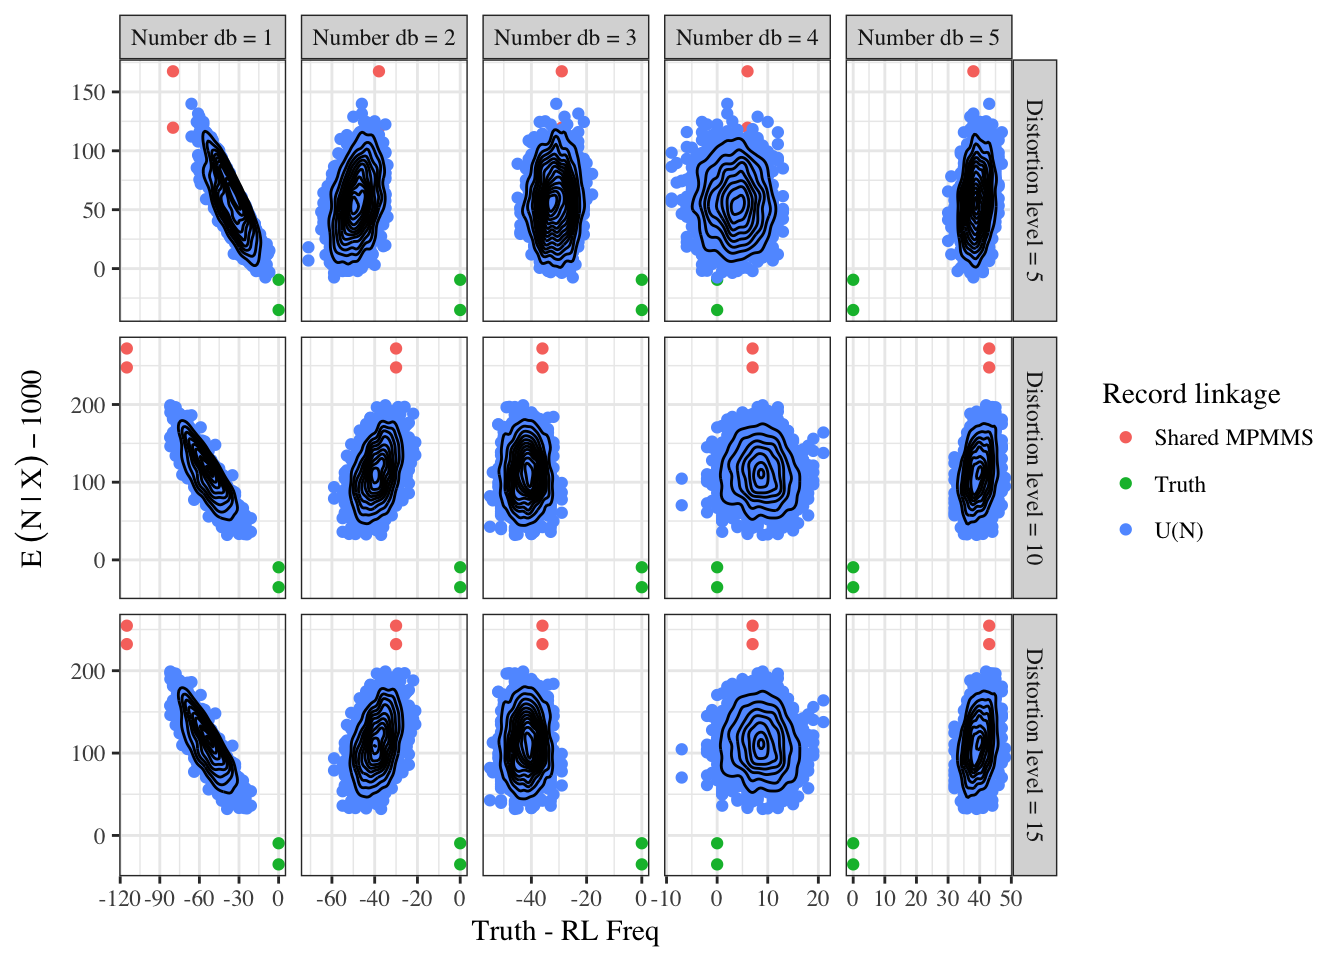 Number db = 1
Number db = 2
Number db = 3
Number db = 4
Number db = 5
150
100
50
0
Distortion level = 5
200
100
0
Distortion level = 10
200
100
0
Distortion level = 15
E (N | X) − 1000
-120 -90 -60 -30 0
-60 -40 -20 0
-40 -20 0
-10 0 10 20
0 10 20 30 40 50
Truth - RL Freq
Record linkage
Shared MPMMS
Truth
U(N)